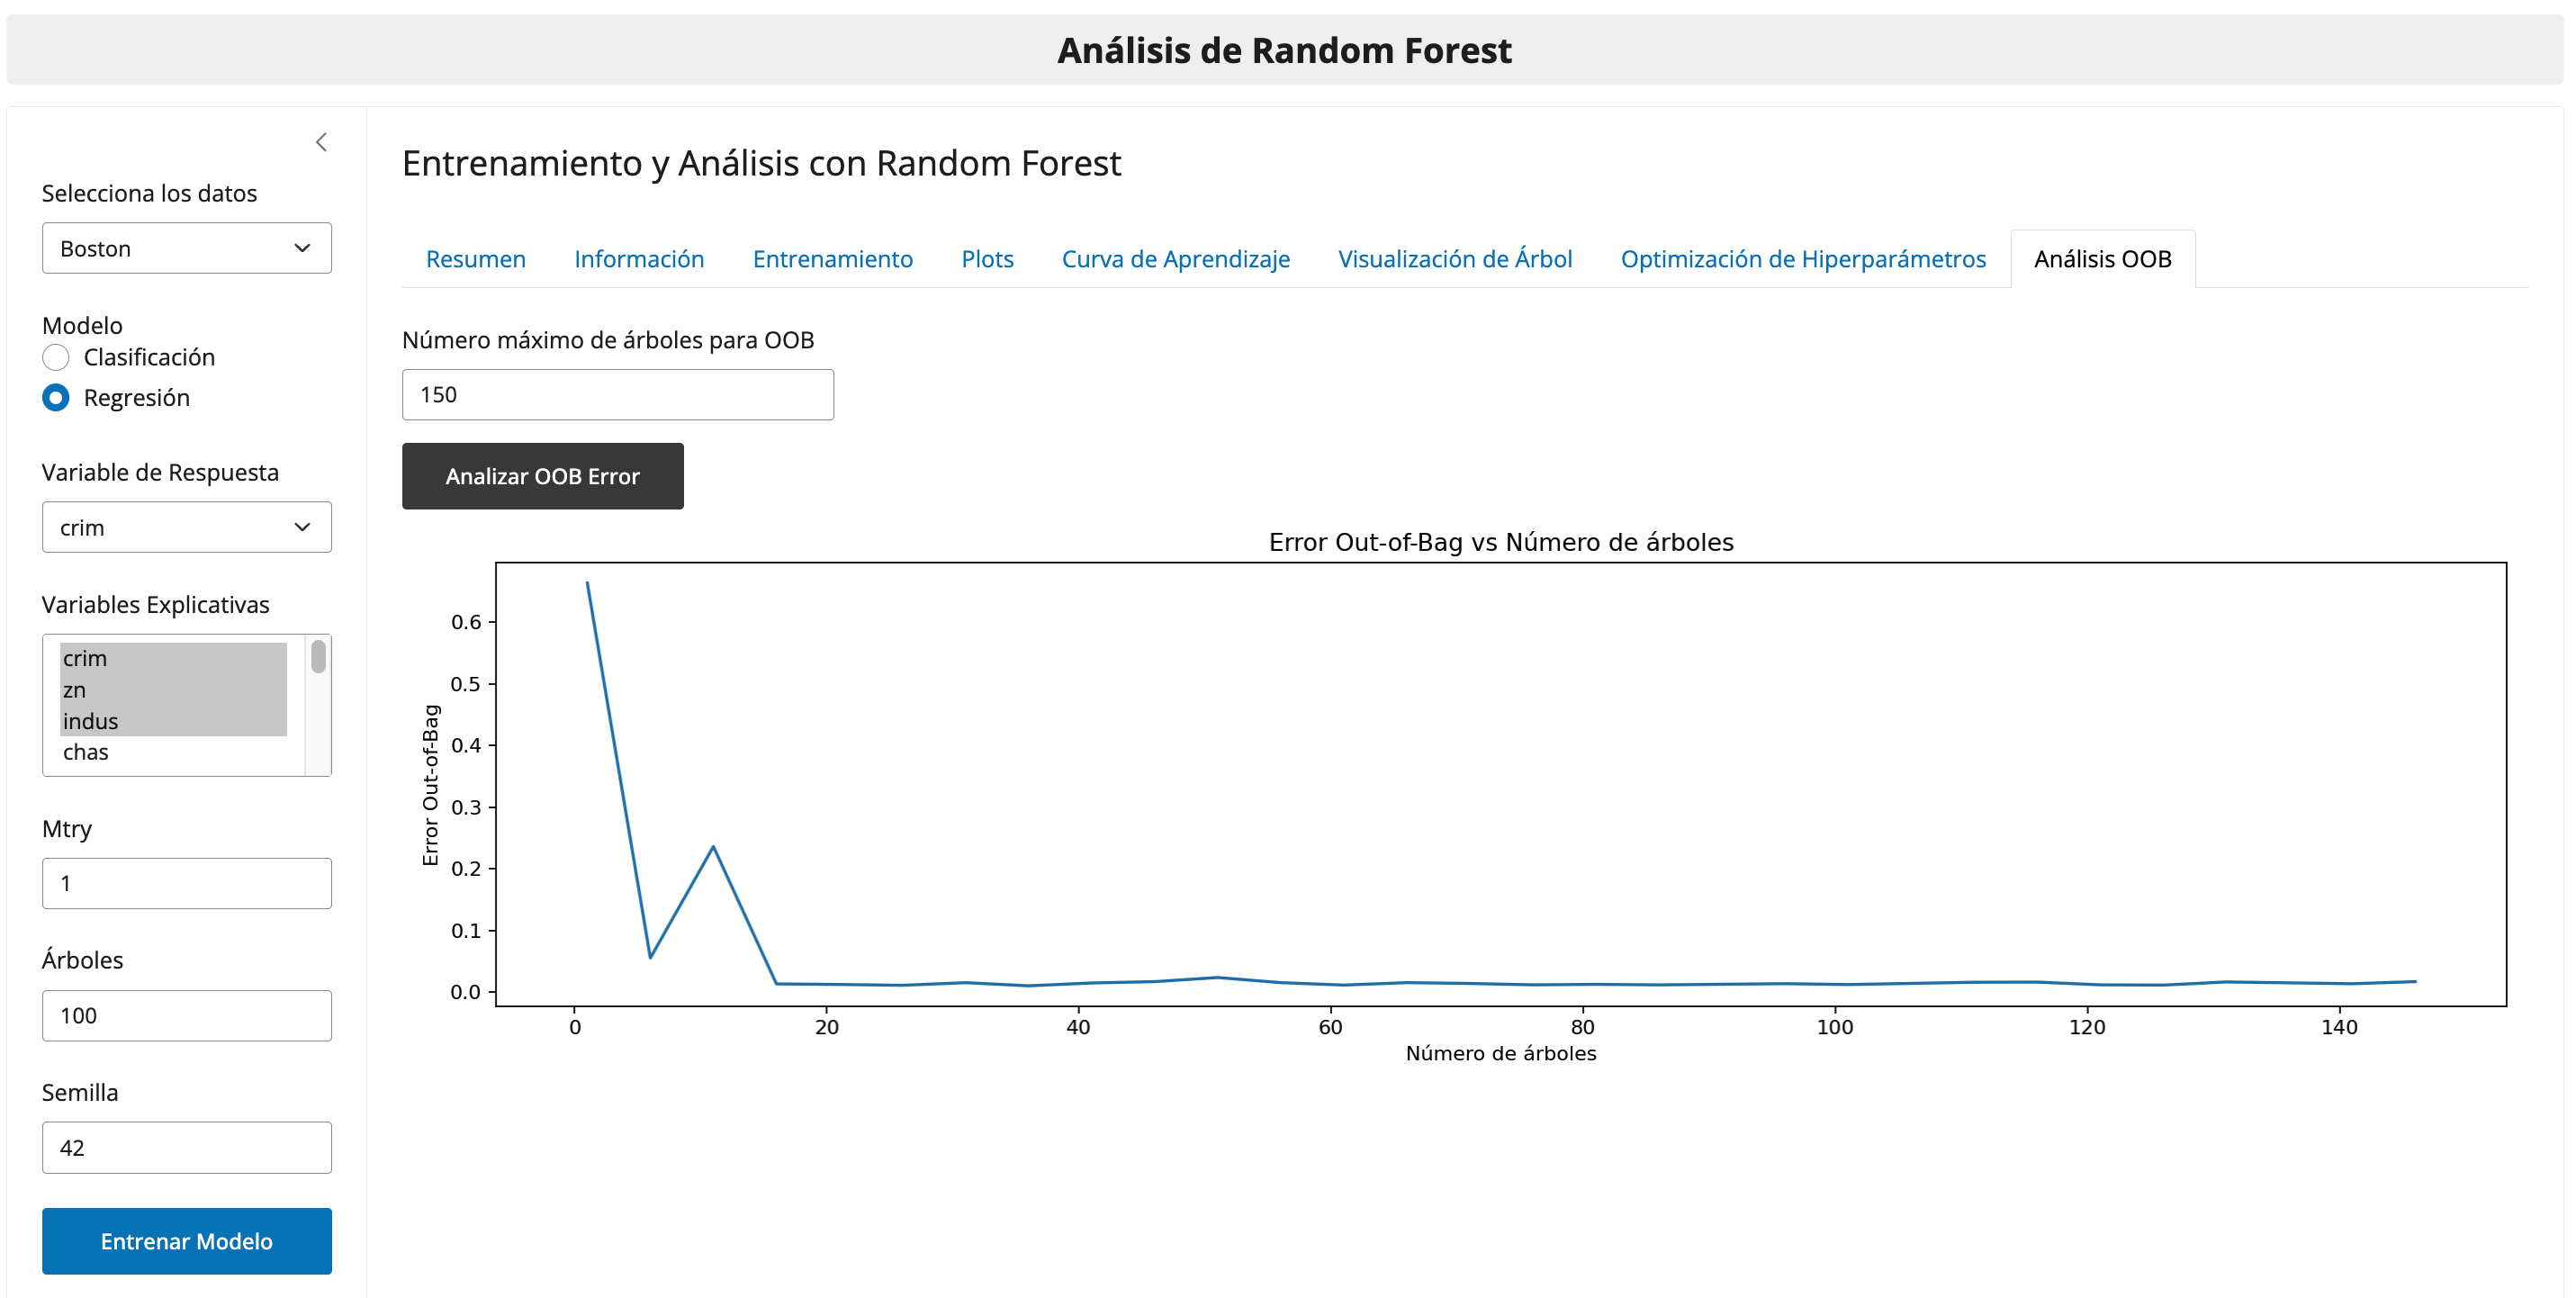 Análisis de Random Forest
Selecciona los datos
Boston
Modelo
Clasificación
Regresión
Variable de Respuesta
crim
Variables Explicativas
crim
zn
indus
chas
Mtry
1
Árboles
100
Semilla
42
Entrenar Modelo
Entrenamiento y Análisis con Random Forest
Resumen Información Entrenamiento Plots Curva de Aprendizaje Visualización de Árbol Optimización de Hiperparámetros Análisis OOB
Número máximo de árboles para OOB
150
Analizar OOB Error
Error Out-of-Bag vs Número de árboles
Error Out-of-Bag
0.6
0.5
0.4
0.3
0.2
0.1
0.0
0 20 40 60 80 100 120 140
Número de árboles